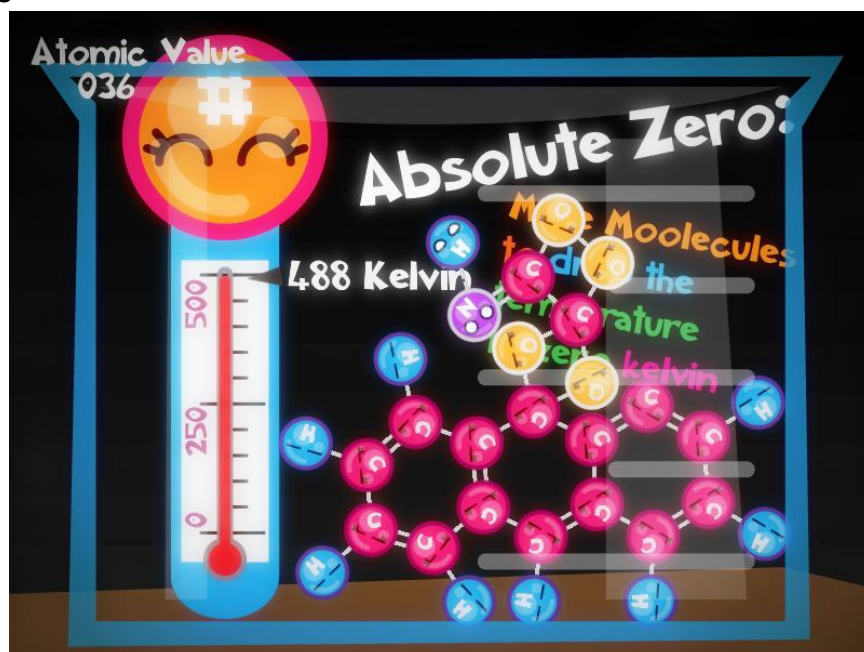 Atomic Value
036
#
Absolute Zero:
Moolecules
the
488 Kelvin
500
kelvin
250
0
H
O
O
C
N
C
O
O
H
H
C
C
C
C
C
C
H
C
C
C
C
C
C
C
C
H
H
H
H
H